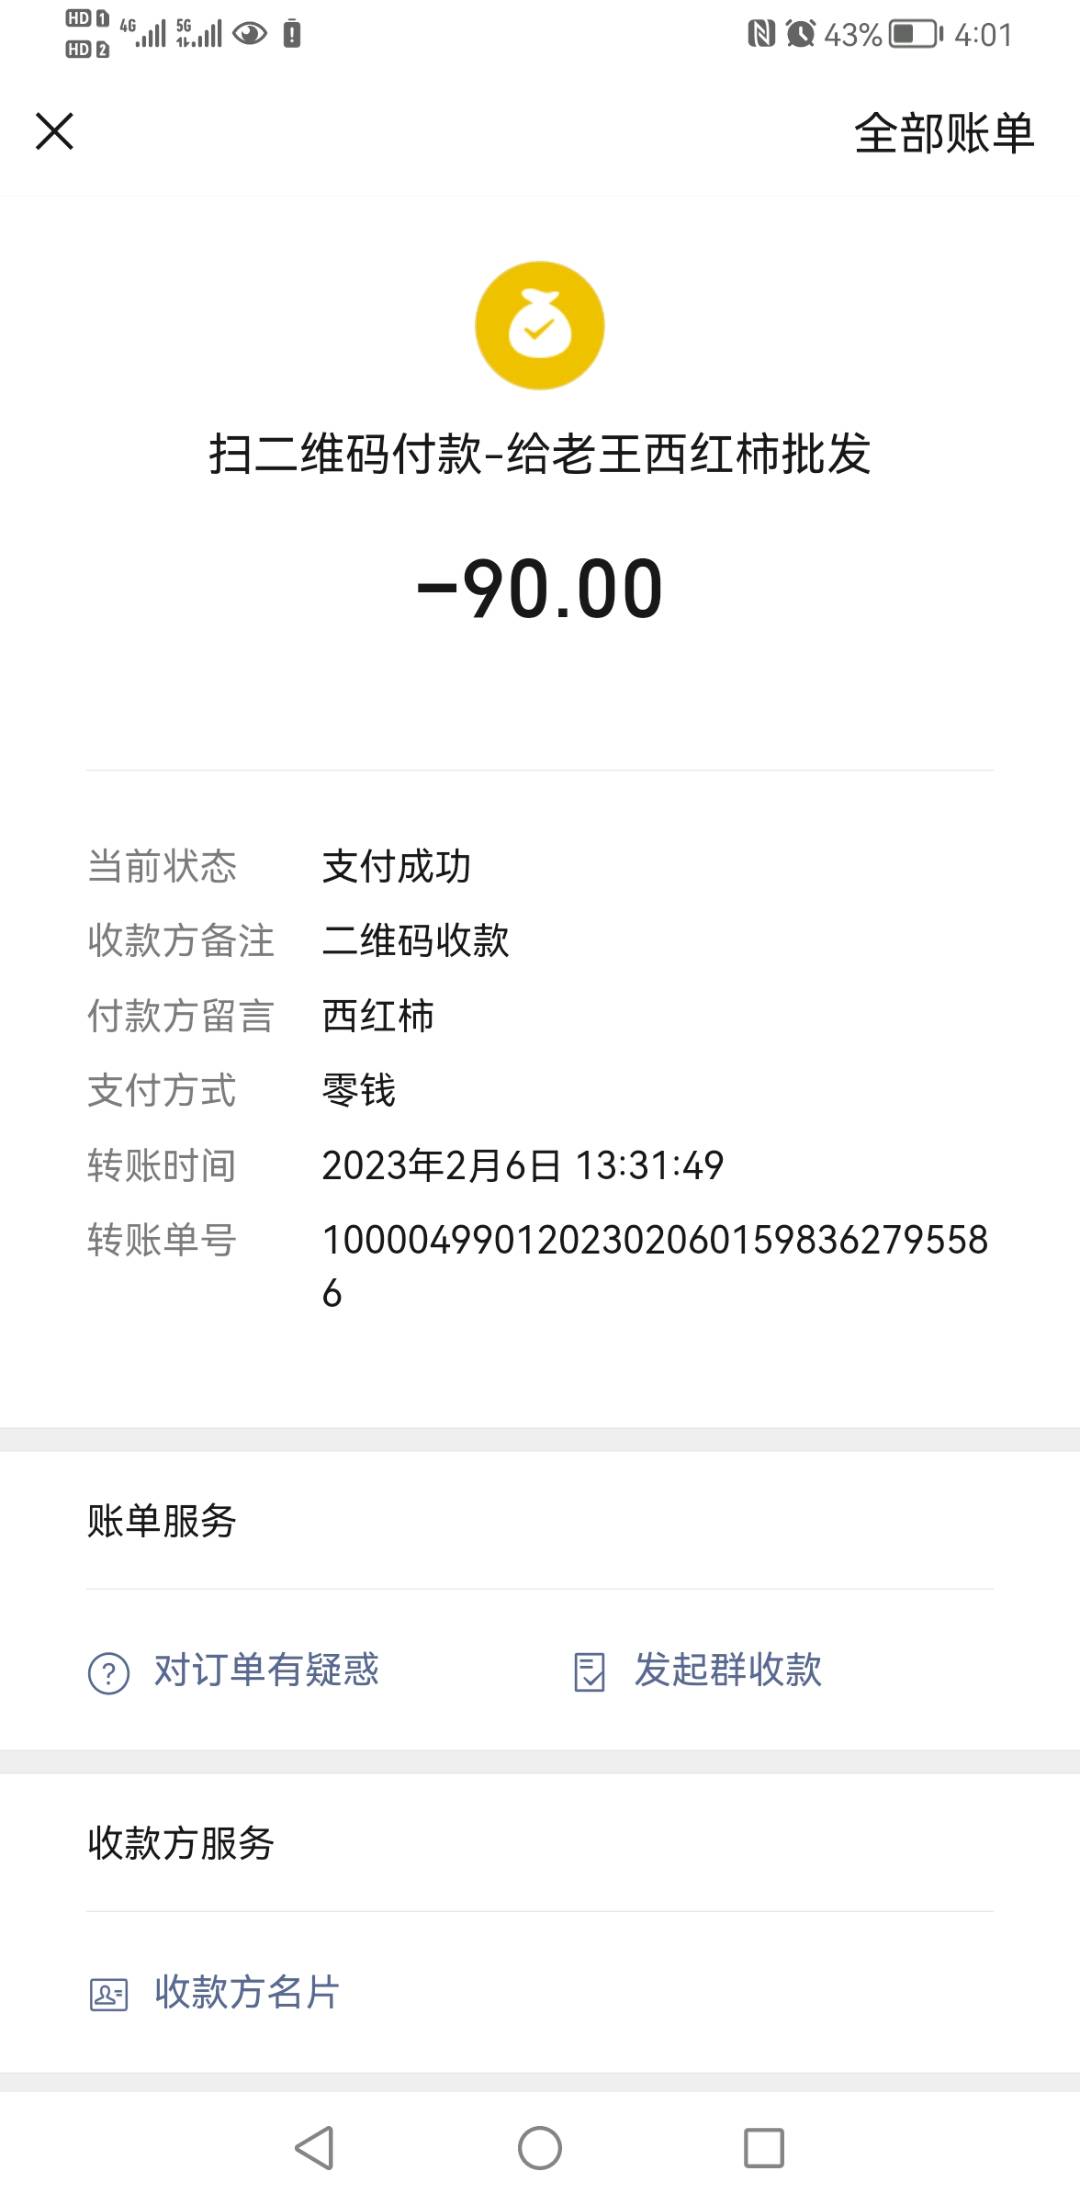 HD 1 4G 5G 43% 4:01
HD 2
全部账单
扫二维码付款-给老王西红柿批发
-90.00
当前状态 支付成功
收款方备注 二维码收款
付款方留言 西红柿
支付方式 零钱
转账时间 2023年2月6日 13:31:49
转账单号 1000049901202302060159836279558
6
账单服务
对订单有疑惑 发起群收款
收款方服务
收款方名片